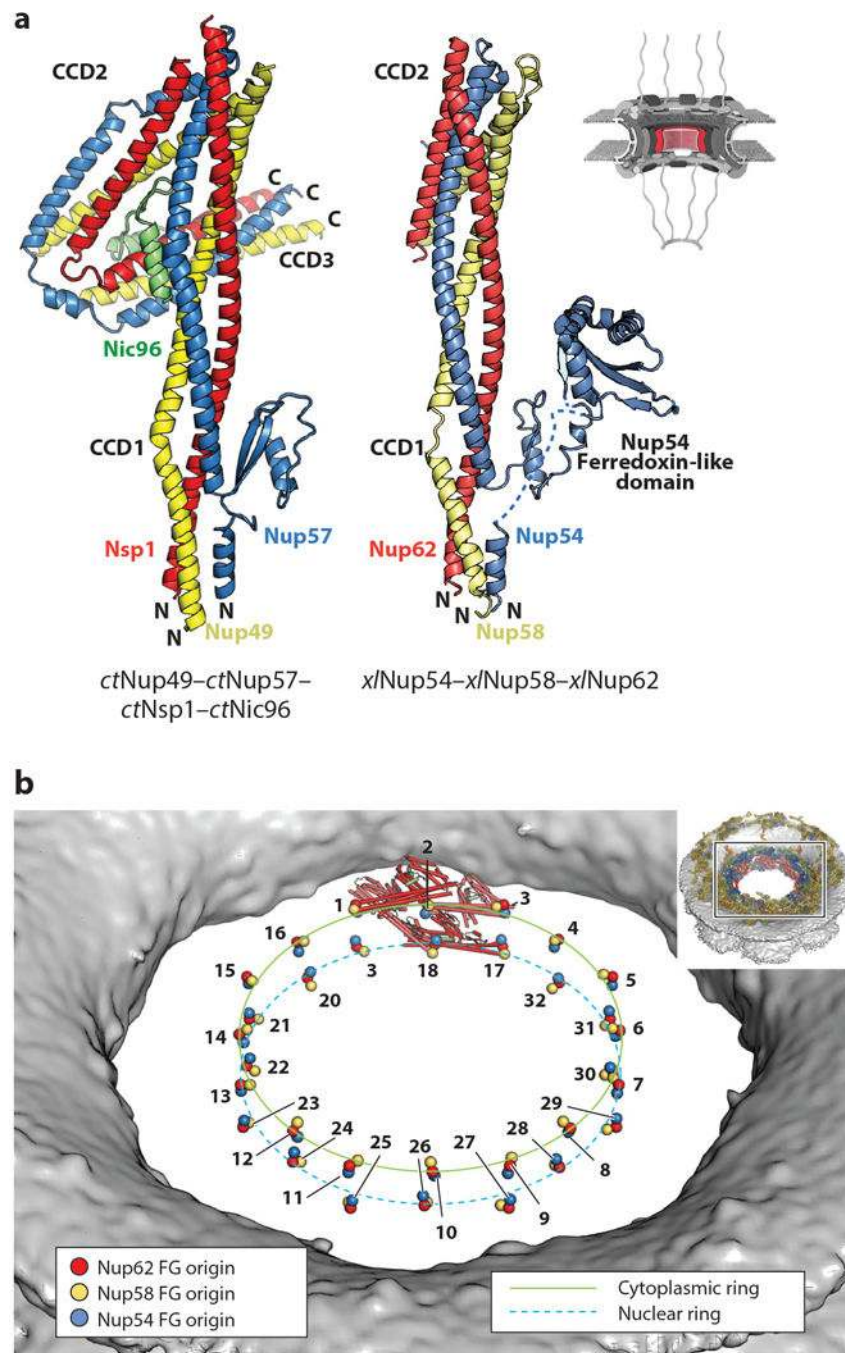 a
CCD2
CCD2
C
C
C
CCD3
Nic96
CCD1
CCD1
Nup54
Ferredoxin-like
domain
Nsp1
Nup57
Nup62
Nup54
N
N
N
Nup49
N
N
N
Nup58
ctNup49–ctNup57–
ctNsp1–ctNic96
xlNup54–xlNup58–xlNup62
b
2
1
3
16
4
3
18
17
15
5
20
32
14
21
31
6
22
30
7
13
23
29
12
24
25
26
27
28
8
11
10
9
Nup62 FG origin
Nup58 FG origin
Nup54 FG origin
Cytoplasmic ring
Nuclear ring